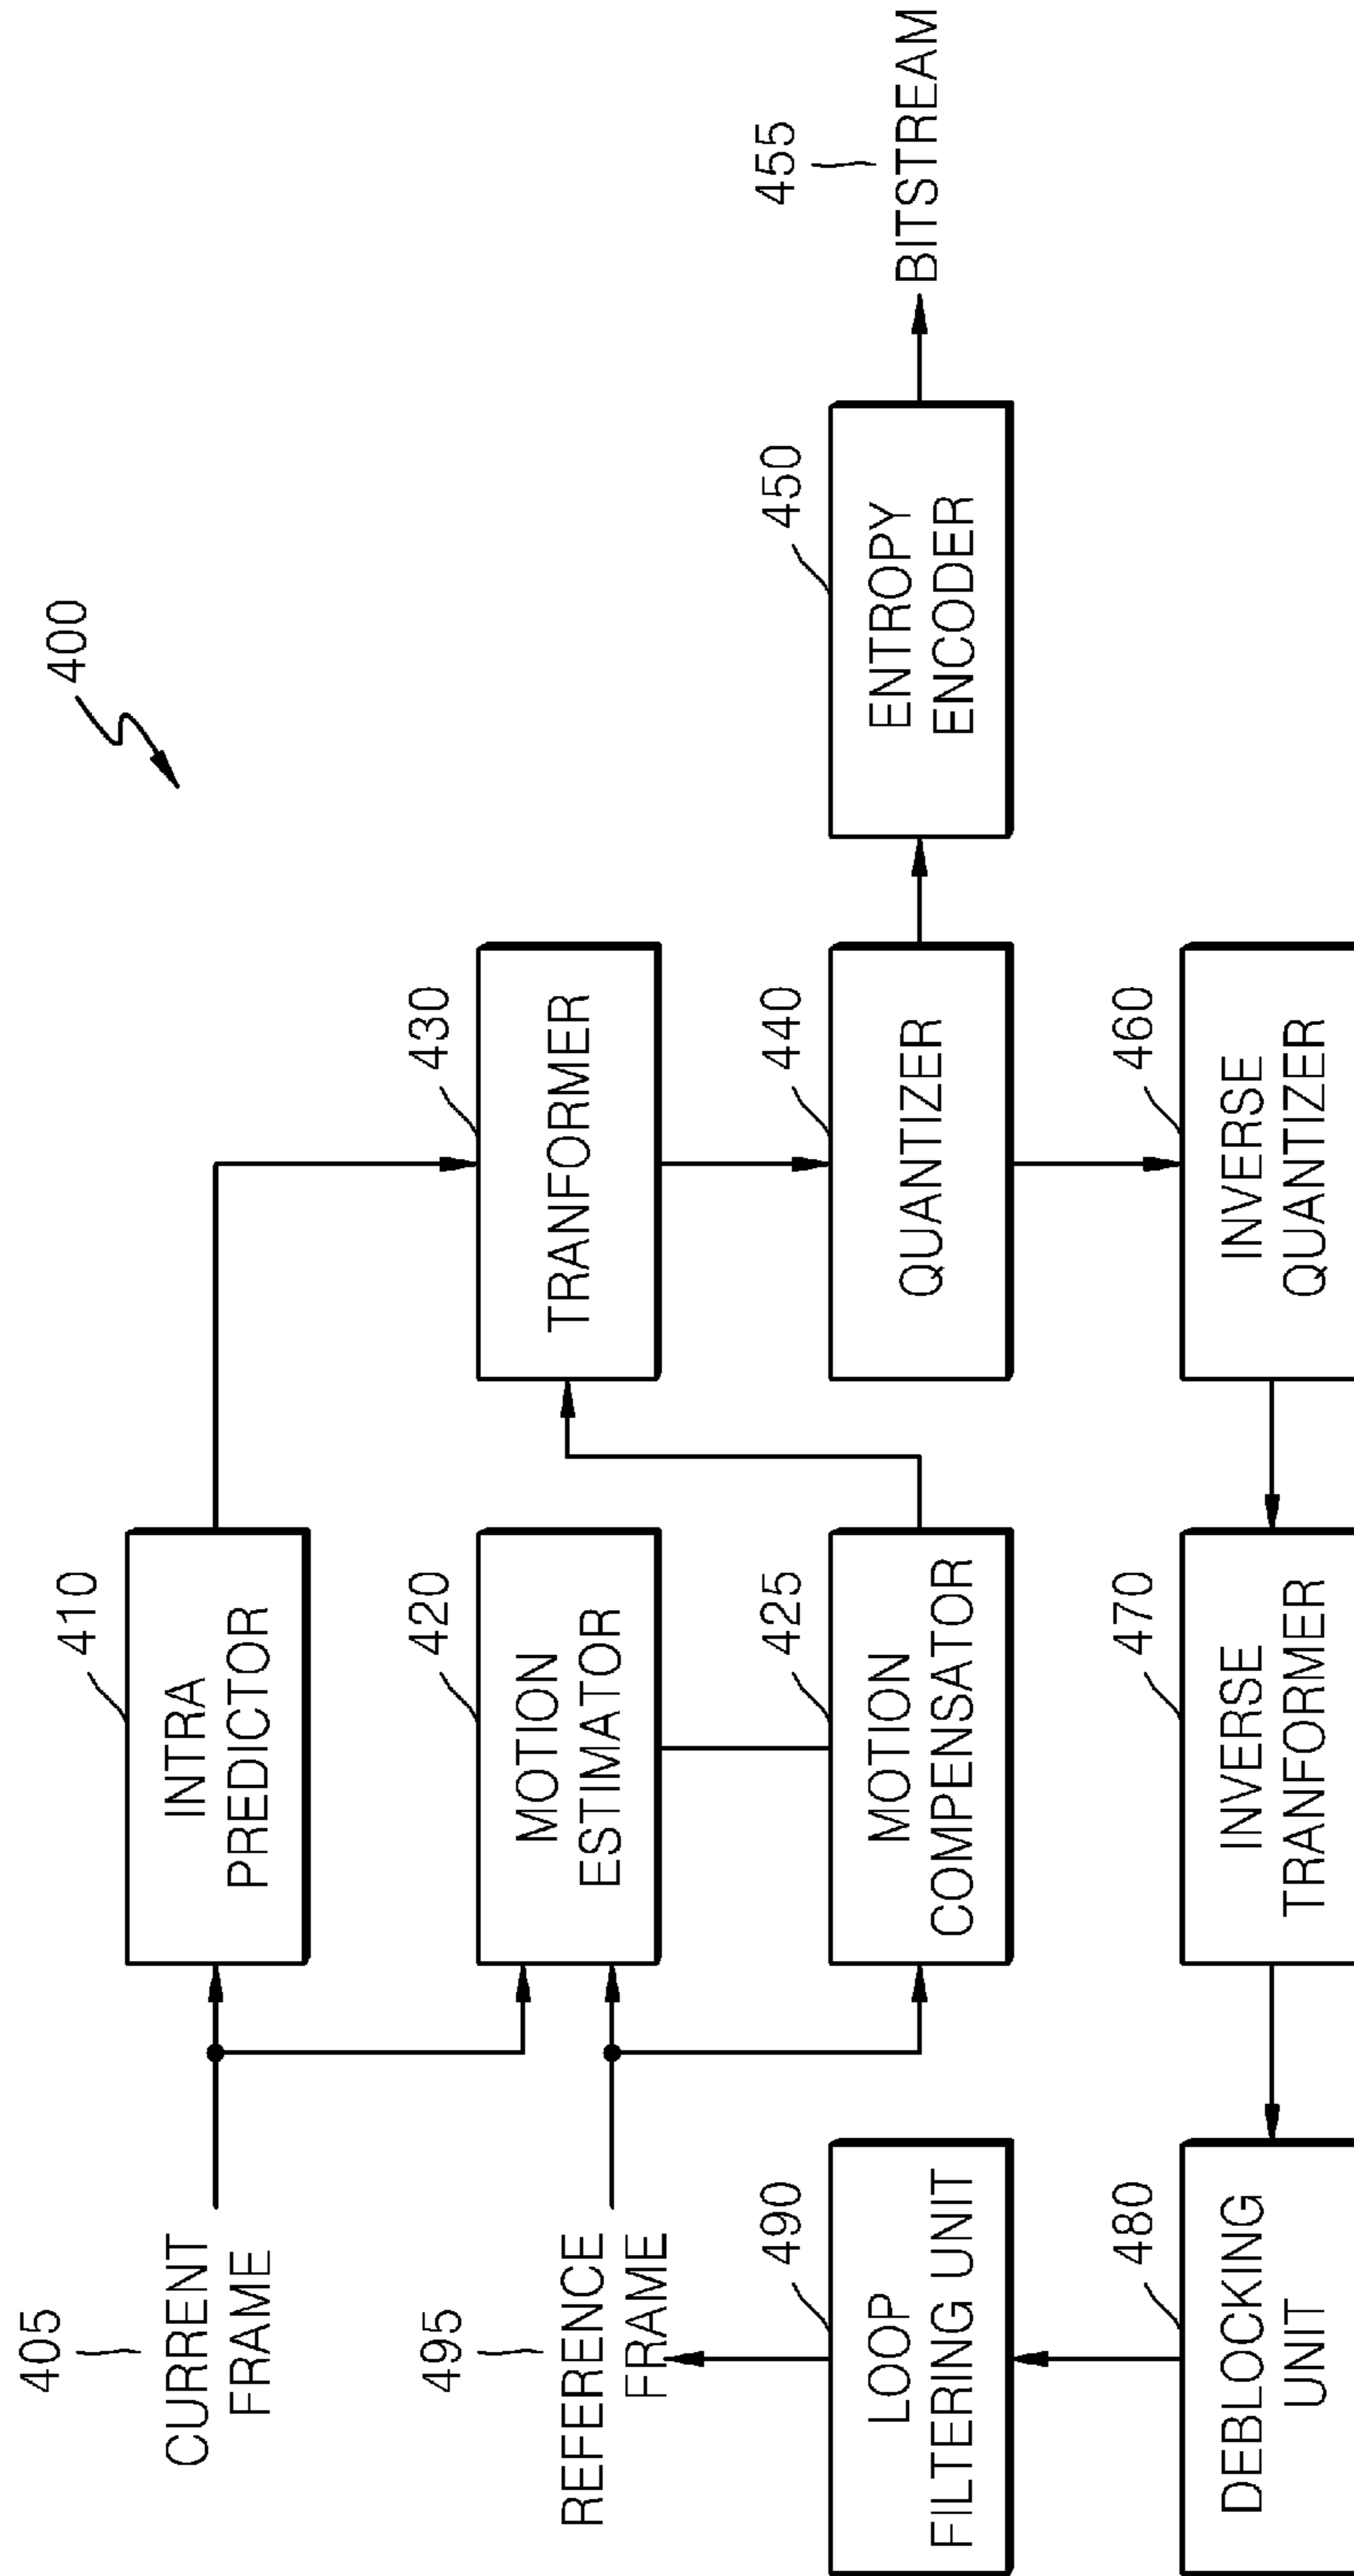 400
405
CURRENT
FRAME
410
INTRA
PREDICTOR
495
REFERENCE
FRAME
420
MOTION
ESTIMATOR
430
TRANFORMER
490
LOOP
FILTERING UNIT
425
MOTION
COMPENSATOR
440
QUANTIZER
450
ENTROPY
ENCODER
455
BITSTREAM
480
DEBLOCKING
UNIT
470
INVERSE
TRANFORMER
460
INVERSE
QUANTIZER